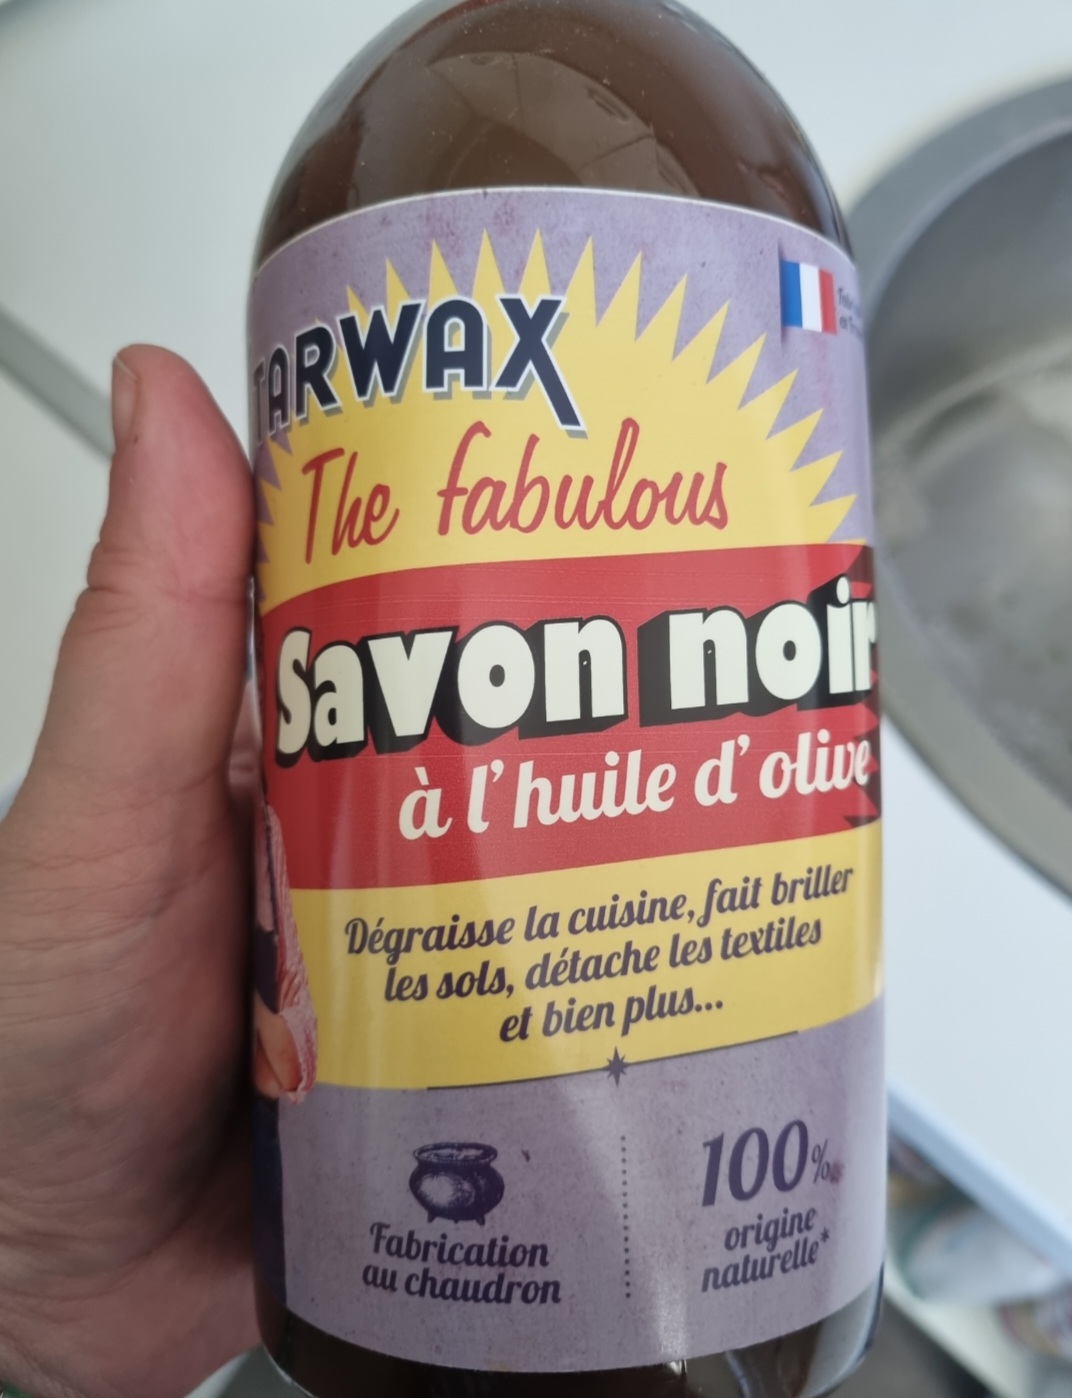 TARWAX
The fabulous
Savon noir
à l'huile d'olive
Dégraisse la cuisine, fait briller
les sols, détache les textiles
et bien plus...
Fabrication
au chaudron
100%
origine
naturelle*